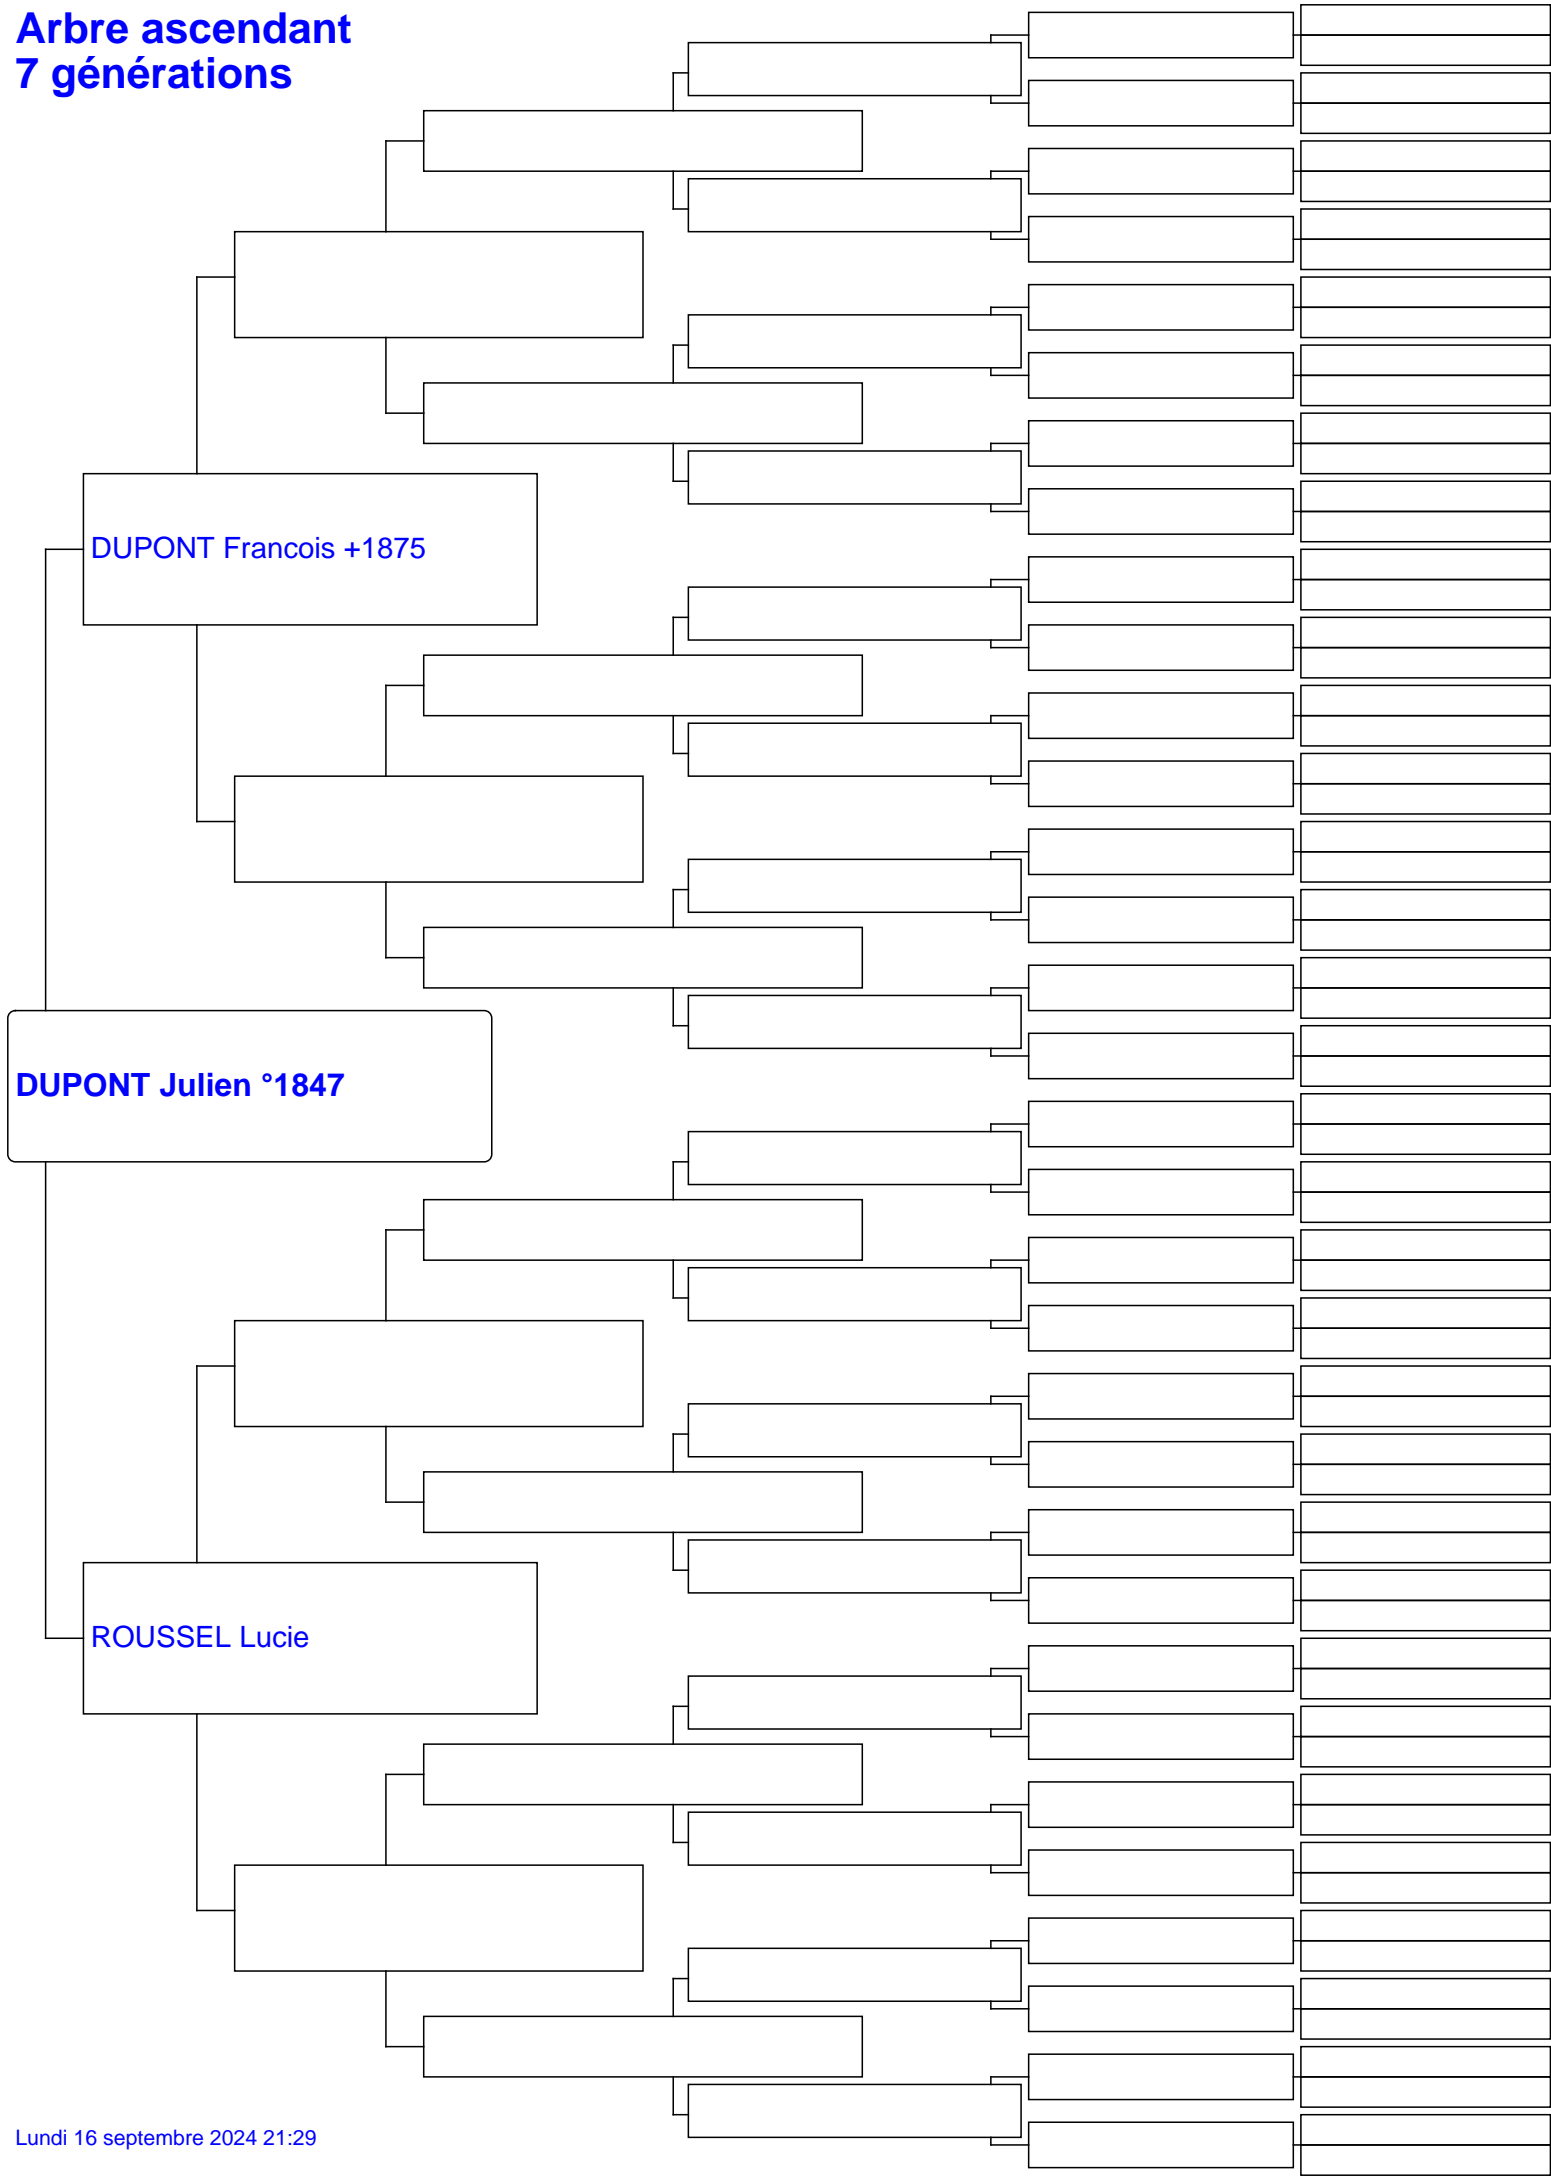 Arbre ascendant
7 générations
DUPONT Francois +1875
DUPONT Julien °1847
ROUSSEL Lucie
Lundi 16 septembre 2024 21:29